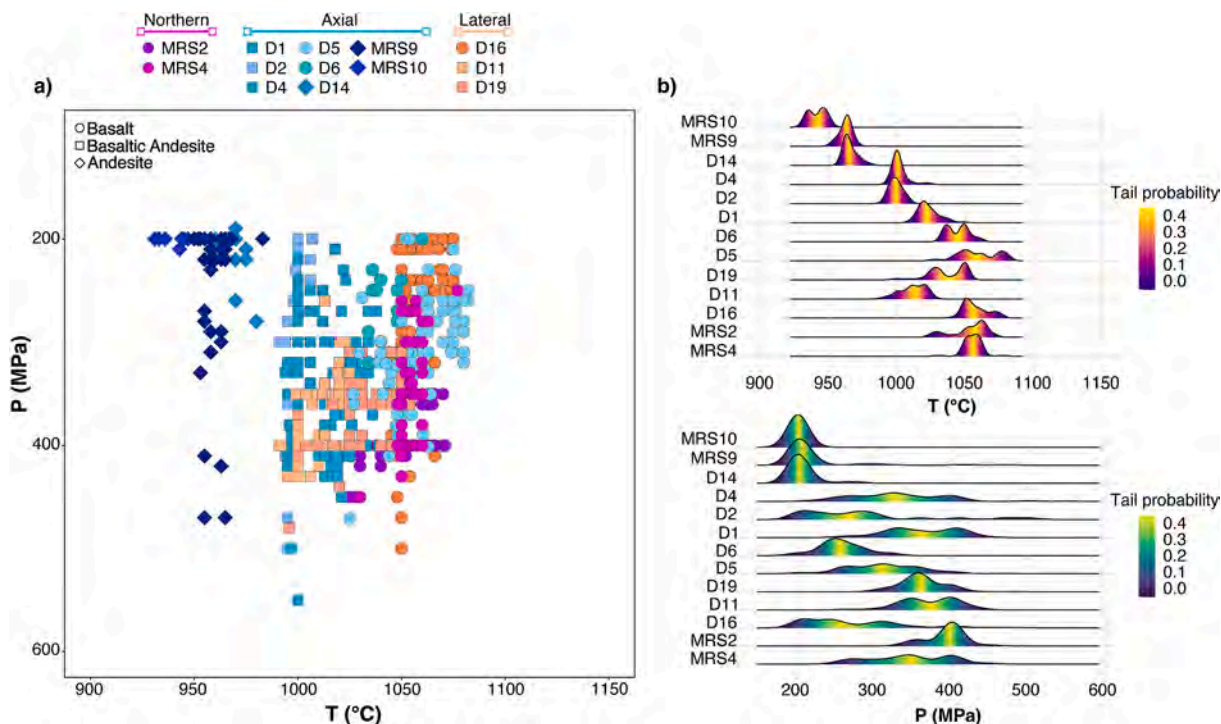 Northern
Axial
Lateral
MRS2
D1
D5
MRS9
D16
MRS4
D2
D6
MRS10
D11
D4
D14
D19
a)
b)
Basalt
Basaltic Andesite
Andesite
P (MPa)
200
400
600
900
950
1000
1050
1100
1150
T (°C)
MRS10
MRS9
D14
D4
D2
D1
D6
D5
D19
D11
D16
MRS2
MRS4
900
950
1000
1050
1100
1150
T (°C)
Tail probability
0.4
0.3
0.2
0.1
0.0
MRS10
MRS9
D14
D4
D2
D1
D6
D5
D19
D11
D16
MRS2
MRS4
200
300
400
500
600
P (MPa)
Tail probability
0.4
0.3
0.2
0.1
0.0